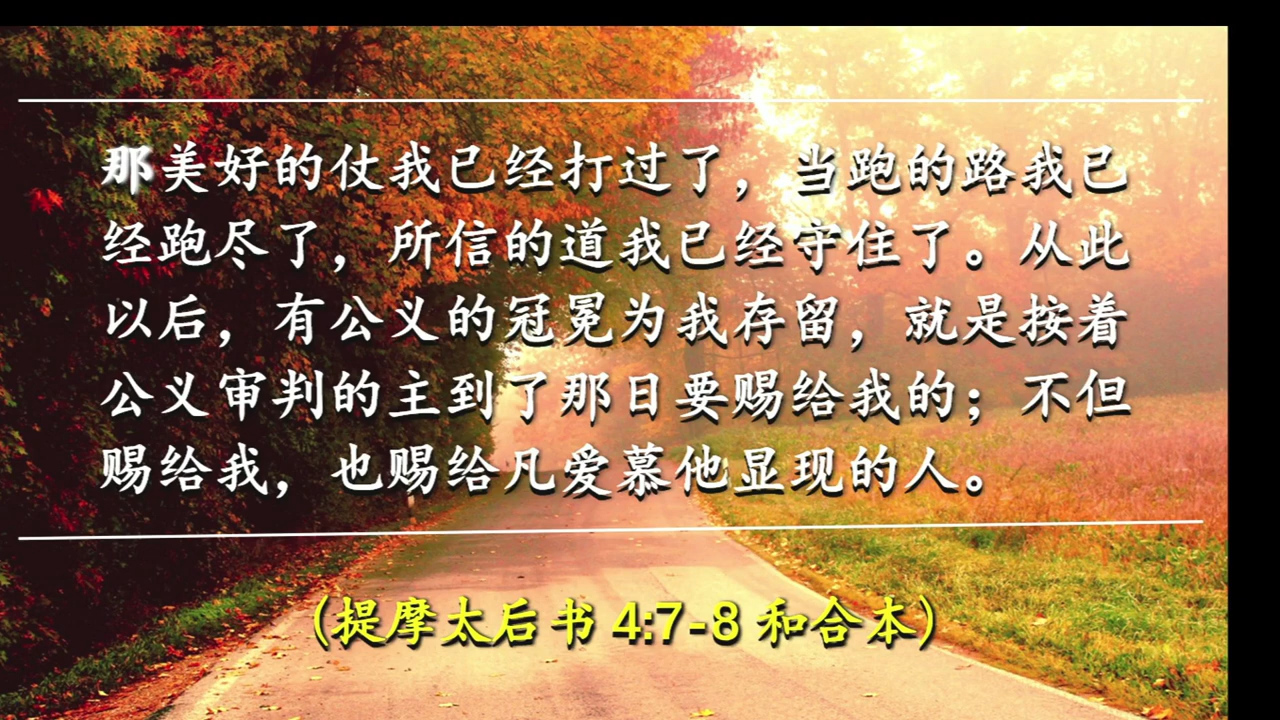 那美好的仗我已经打过了，当跑的路我已
经跑尽了，所信的道我已经守住了。从此
以后，有公义的冠冕为我存留，就是按着
公义审判的主到了那日要赐给我的；不但
赐给我，也赐给凡爱慕他显现的人。
（提摩太后书 4:7-8 和合本）